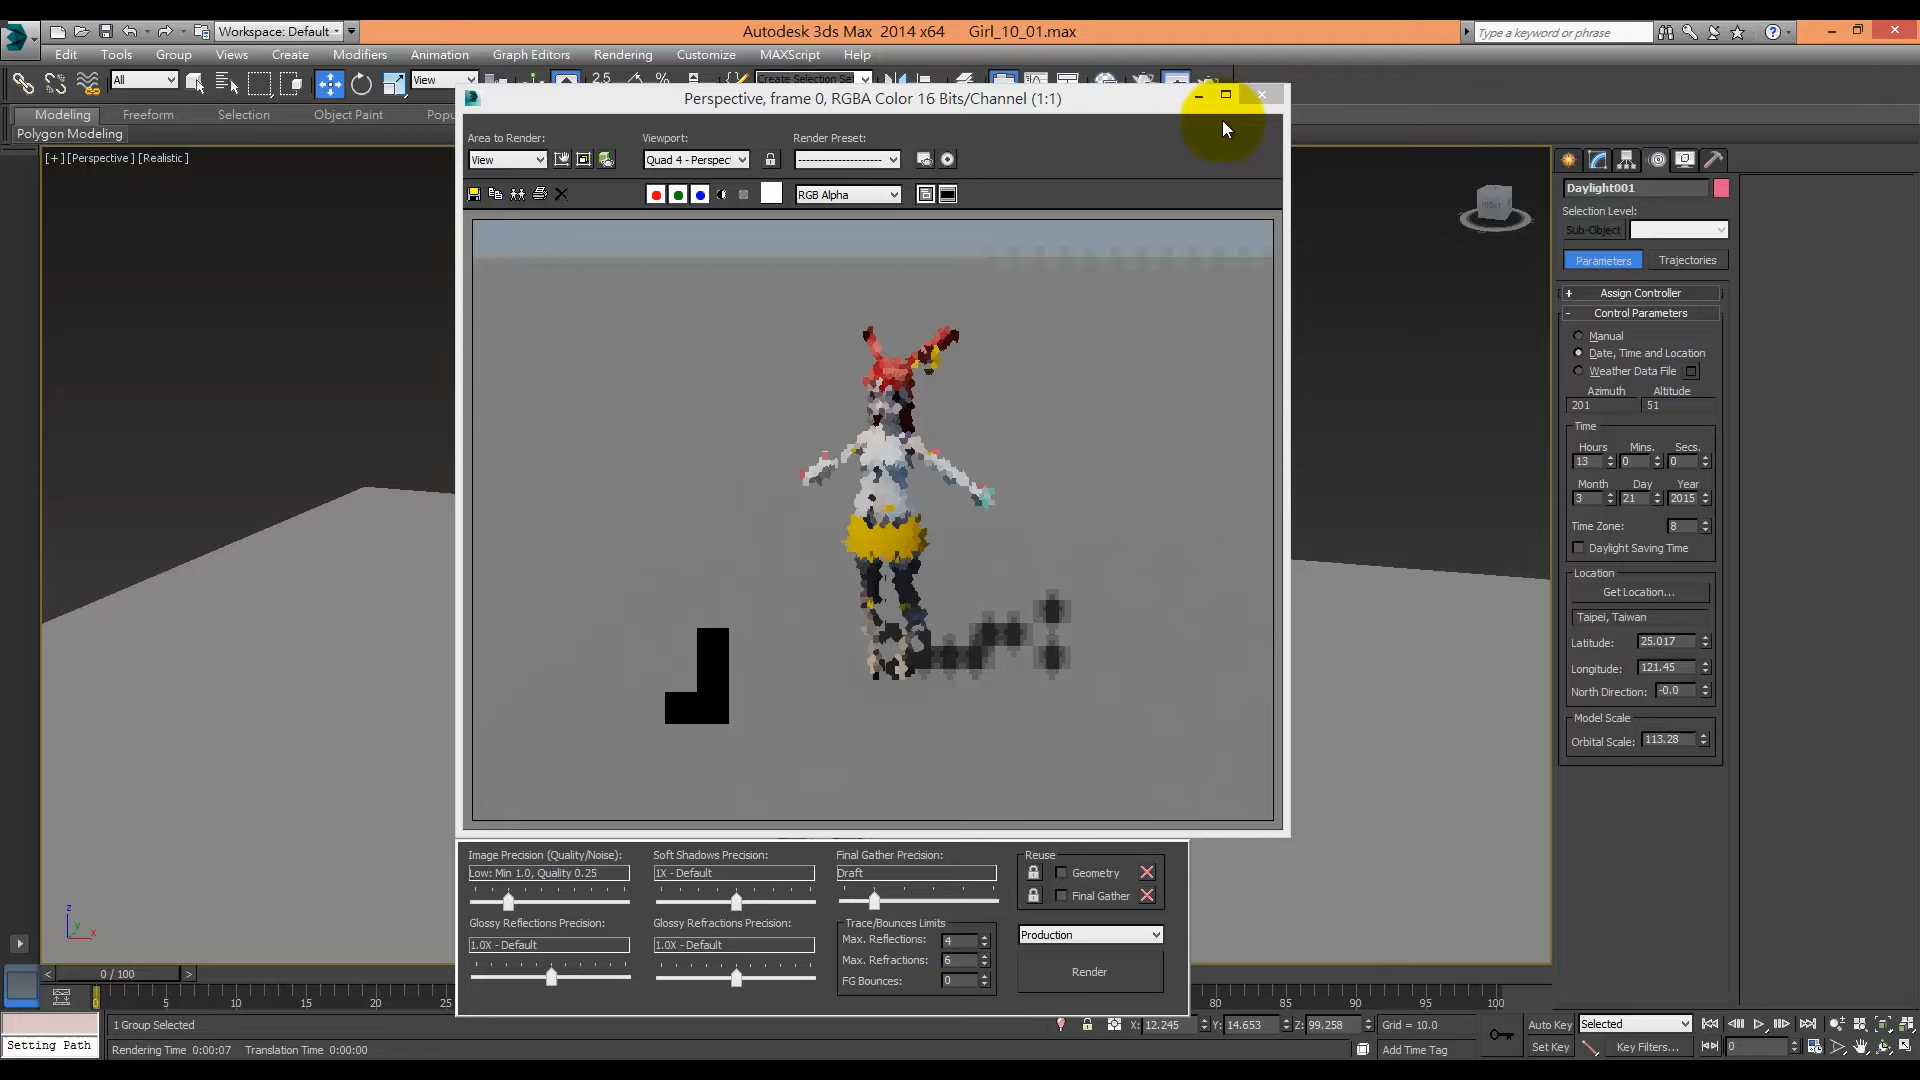 Workspace: Default
Autodesk 3ds Max  2014 x64     Girl_10_01.max
Type a keyword or phrase
Edit Tools Group Views Create Modifiers Animation Graph Editors Rendering Customize MAXScript Help
All View 2.5 Create Selection Set
Modeling Freeform Selection Object Paint Popu
Polygon Modeling
[+] [Perspective] [Realistic]
Perspective, frame 0, RGBA Color 16 Bits/Channel (1:1)
Area to Render: Viewport: Render Preset:
View Quad 4 - Perspect --------------------
RGB Alpha
Daylight001
Selection Level:
Sub-Object
Parameters Trajectories
+ Assign Controller
- Control Parameters
Manual
Date, Time and Location
Weather Data File
Azimuth Altitude
201 51
Time
Hours Mins. Secs.
13 0 0
Month Day Year
3 21 2015
Time Zone: 8
Daylight Saving Time
Location
Get Location...
Taipei, Taiwan
Latitude: 25.017
Longitude: 121.45
North Direction: -0.0
Model Scale
Orbital Scale: 113.28
Image Precision (Quality/Noise): Soft Shadows Precision: Final Gather Precision: Reuse
Low: Min 1.0, Quality 0.25 1X - Default Draft Geometry
Final Gather
Glossy Reflections Precision: Glossy Refractions Precision: Trace/Bounces Limits
1.0X - Default 1.0X - Default Max. Reflections: 4 Production
Max. Refractions: 6 Render
FG Bounces: 0
z
y
x
< 0 / 100 >
0 5 10 15 20 25 80 85 90 95 100
1 Group Selected X: 12.245 Y: 14.653 Z: 99.258 Grid = 10.0 Auto Key Selected
Setting Path Rendering Time 0:00:07 Translation Time 0:00:00 Add Time Tag Set Key Key Filters... 0